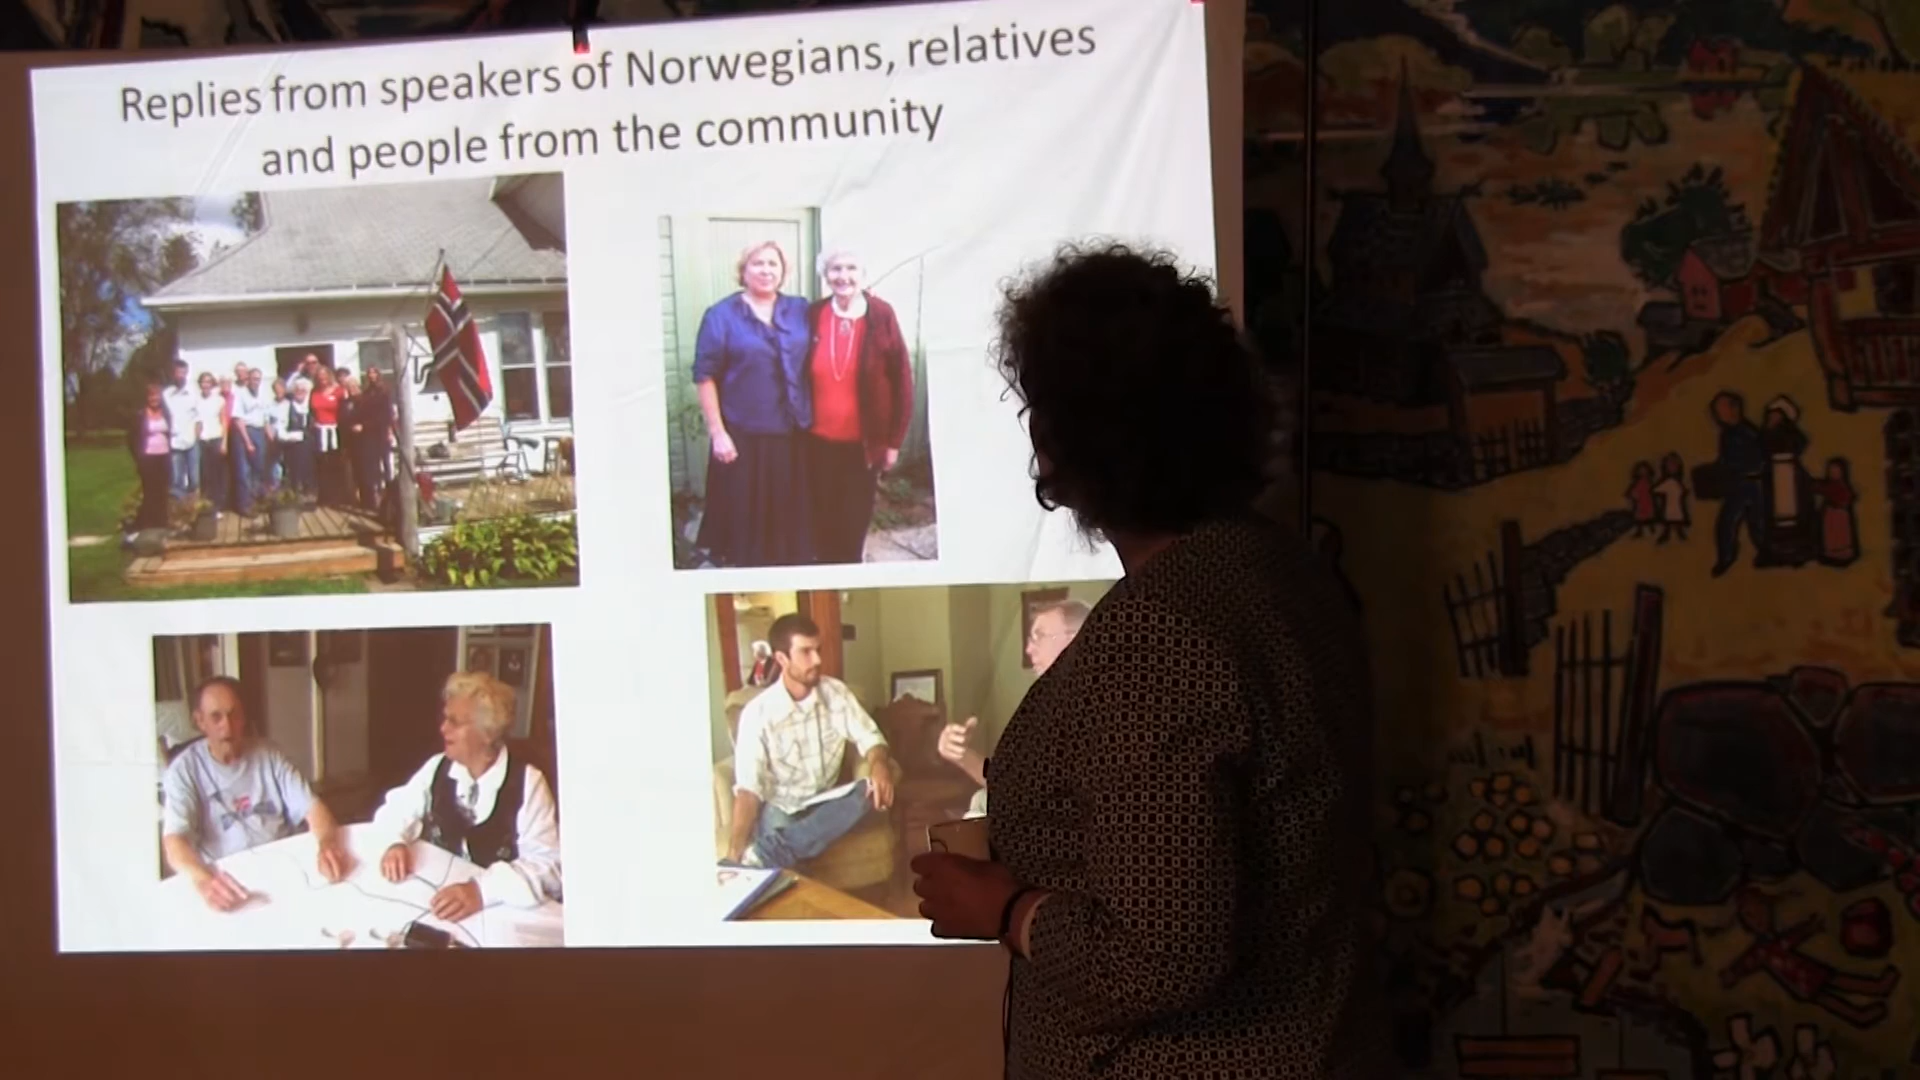 Replies from speakers of Norwegians, relatives
and people from the community